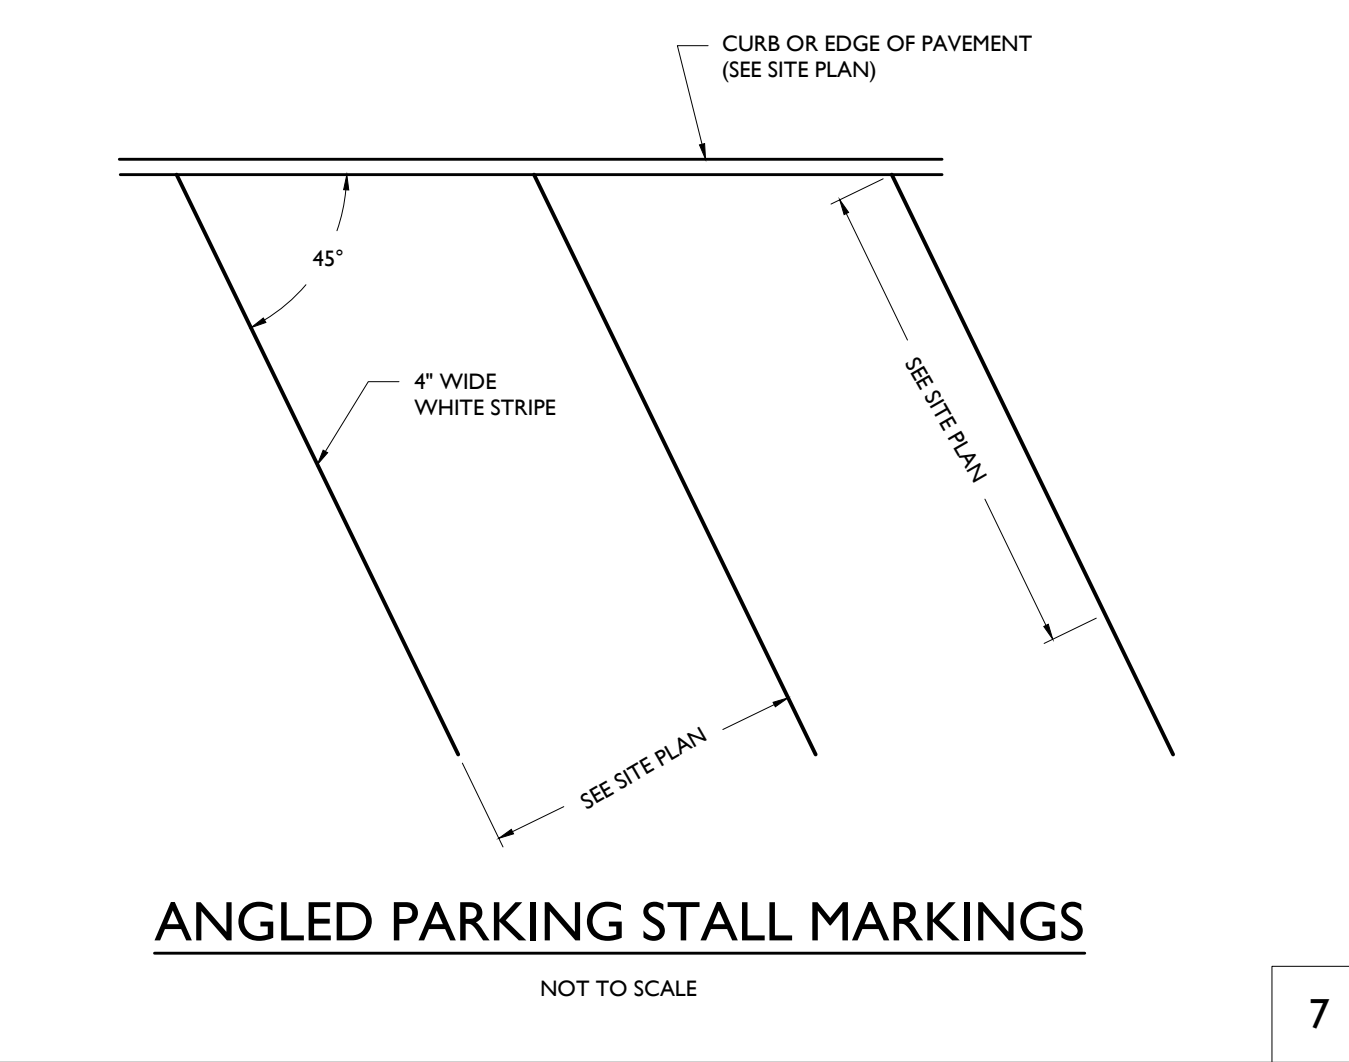 CURB OR EDGE OF PAVEMENT
(SEE SITE PLAN)
45°
4" WIDE
WHITE STRIPE
SEE SITE PLAN
SEE SITE PLAN
ANGLED PARKING STALL MARKINGS
NOT TO SCALE
7